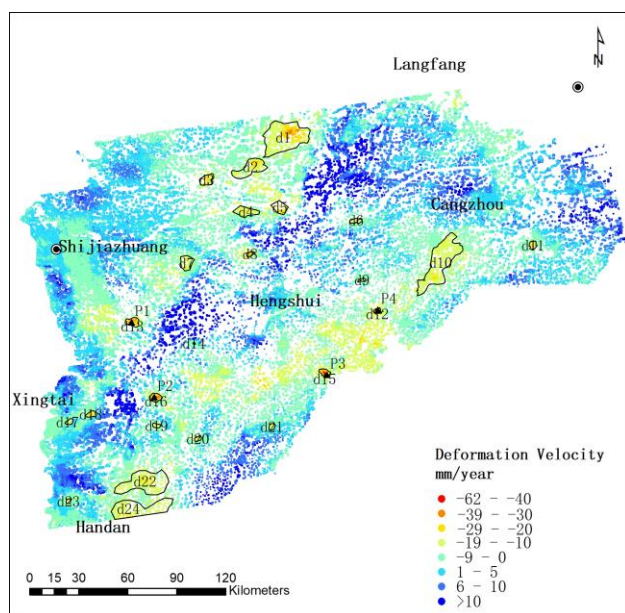 Langfang
N
d1
d2
d3
d4
d5
d6
Cangzhou
Shijiazhuang
d7
d8
d10
d11
Hengshui
d9
P1
P4
d13
d12
d14
P3
P2
d15
Xingtai
d16
d18
d17
d19
d20
d21
d22
d23
d24
Handan
Deformation Velocity
mm/year
-62 - -40
-39 - -30
-29 - -20
-19 - -10
-9 - 0
1 - 5
6 - 10
>10
0 15 30 60 90 120
Kilometers